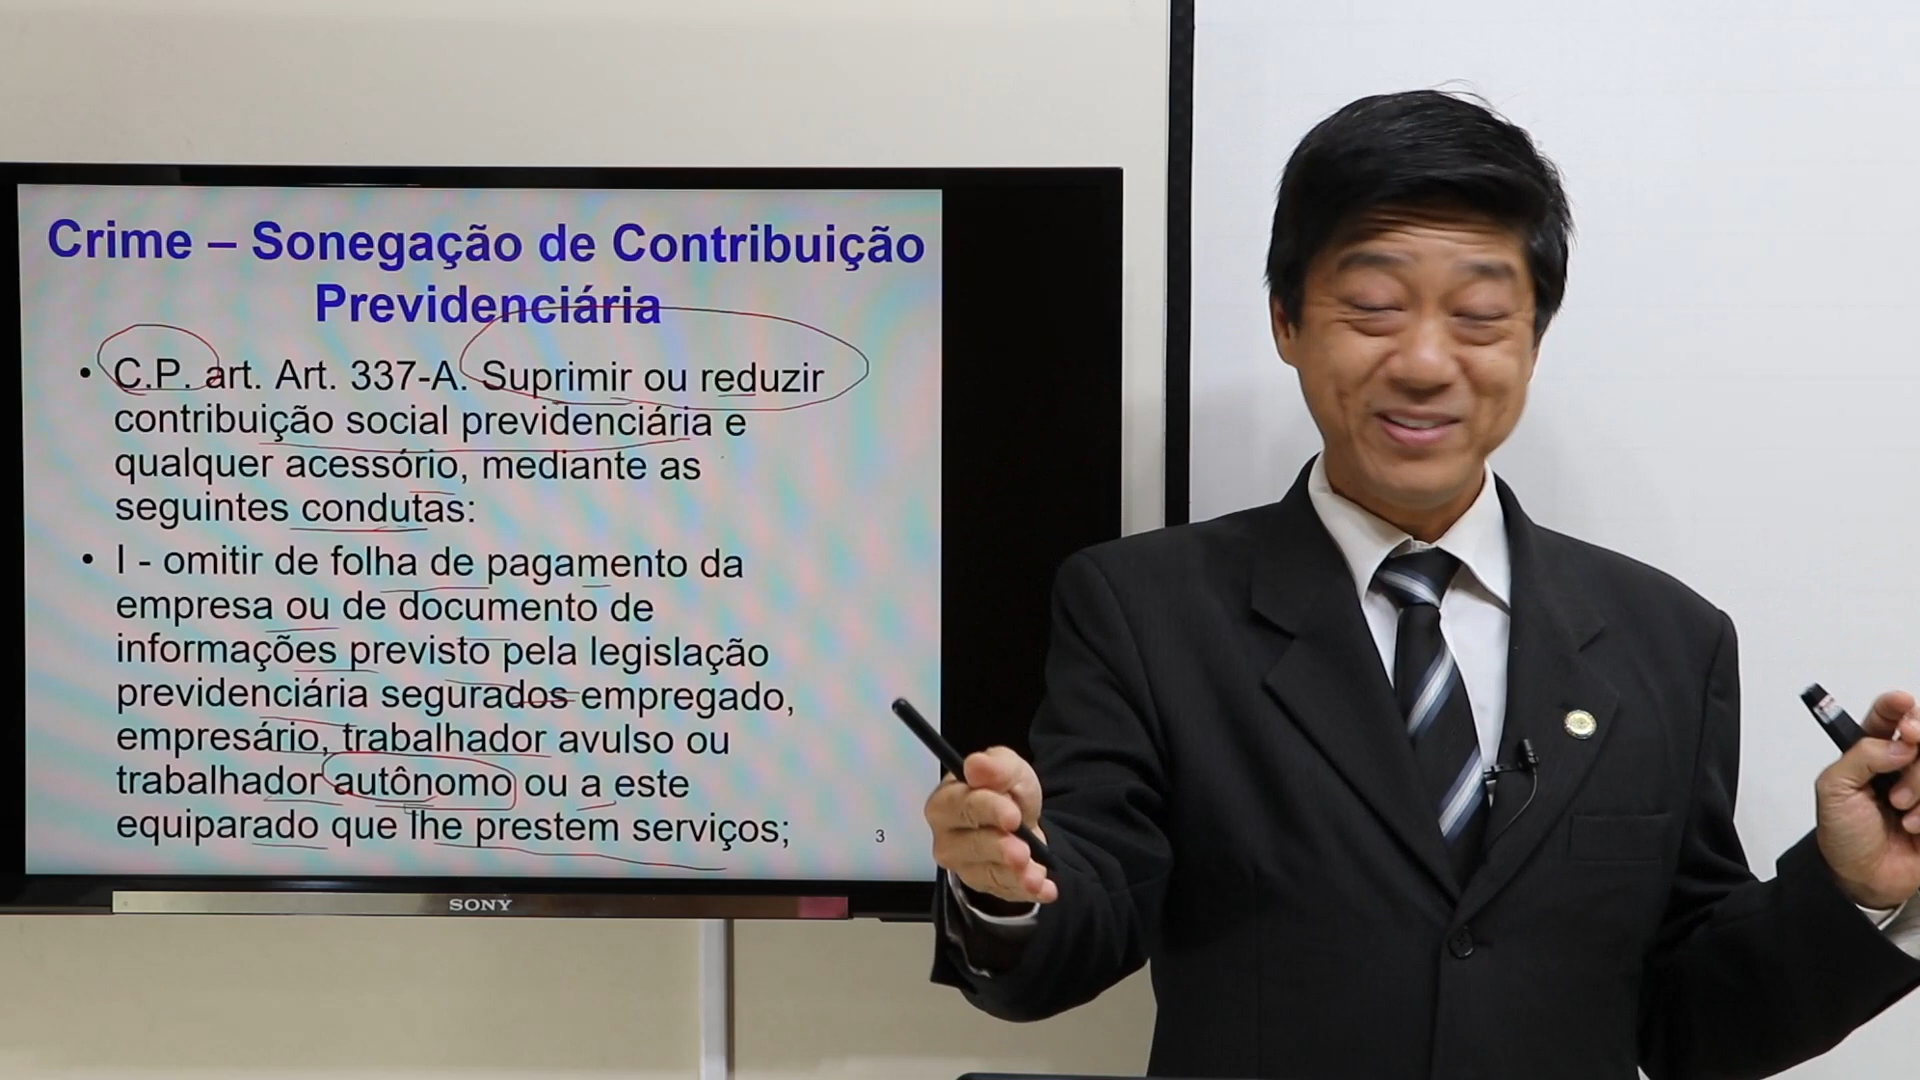 Crime – Sonegação de Contribuição
Previdenciária
• C.P. art. Art. 337-A. Suprimir ou reduzir
contribuição social previdenciária e
qualquer acessório, mediante as
seguintes condutas:
• I - omitir de folha de pagamento da
empresa ou de documento de
informações previsto pela legislação
previdenciária segurados empregado,
empresário, trabalhador avulso ou
trabalhador autônomo ou a este
equiparado que lhe prestem serviços;
3
SONY